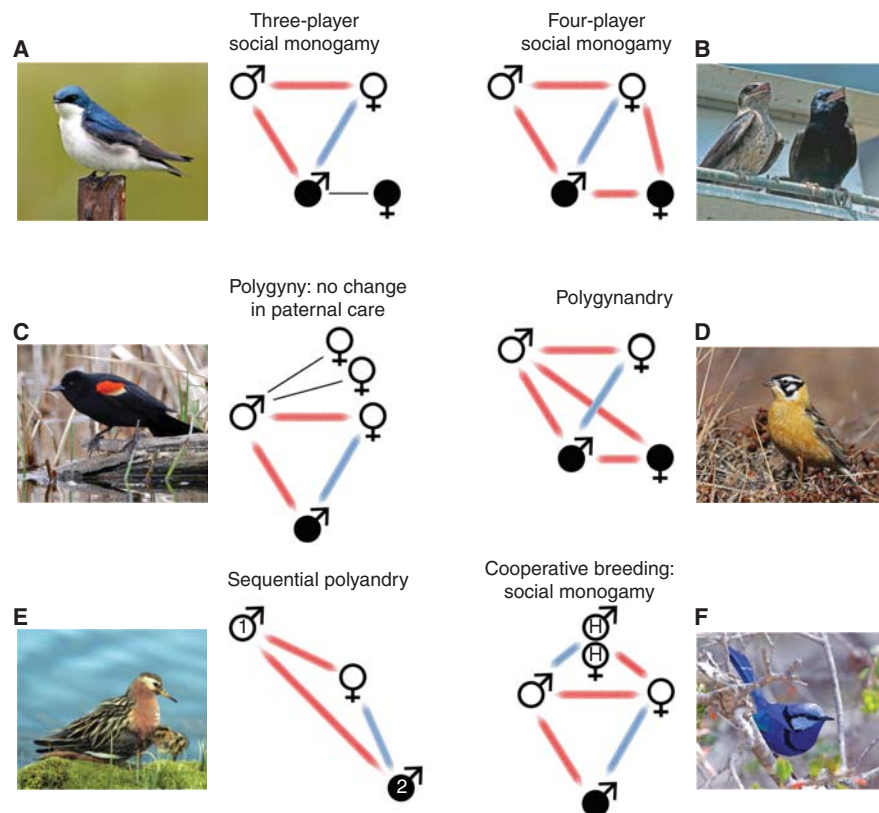 Three-player
social monogamy
A
Four-player
social monogamy
B
Polygyny: no change
in paternal care
C
Polygynandry
D
Sequential polyandry
E
1
2
Cooperative breeding:
social monogamy
F
H
H